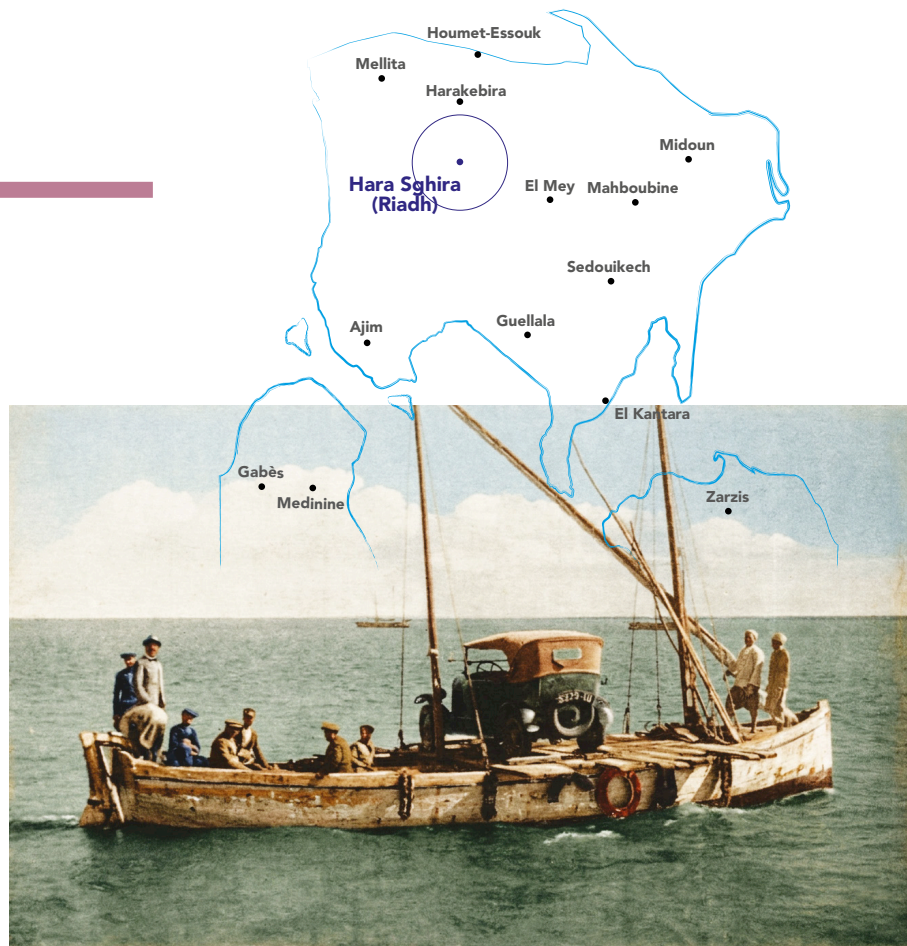 Houmet-Essouk
Mellita
Harakebira
Midoun
Hara Sghira
(Riadh)
El Mey
Mahboubine
Sedouikech
Guellala
Ajim
El Kantara
Gabès
Medinine
Zarzis